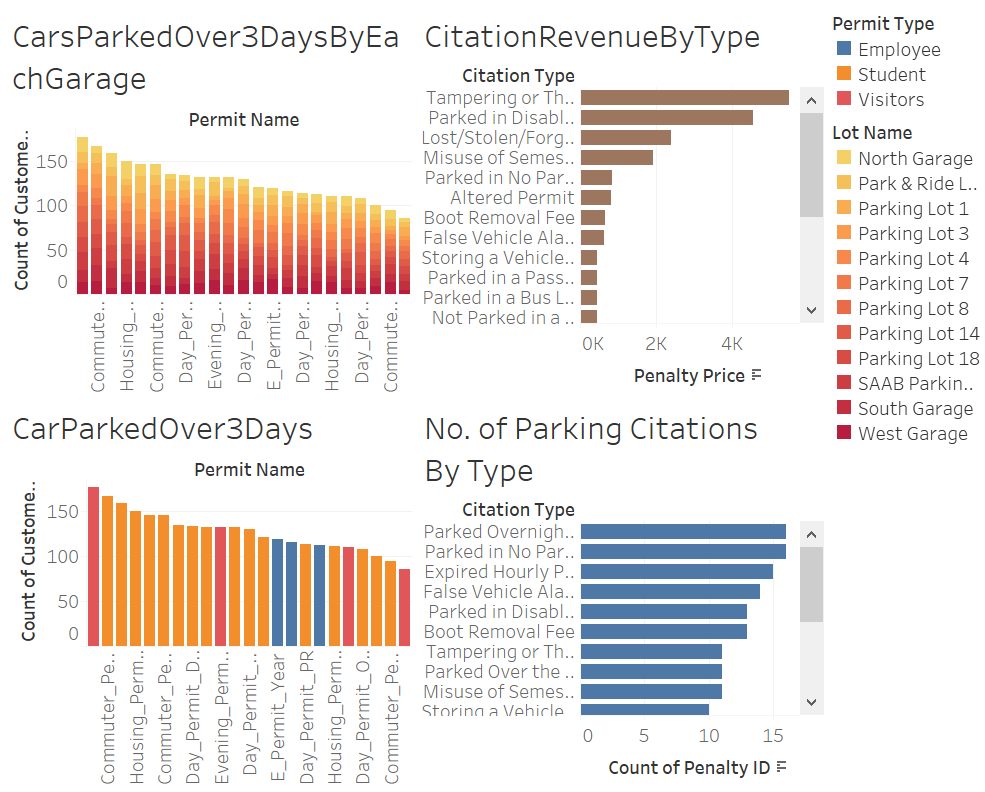 CarsParkedOver3DaysByEa
chGarage
Permit Name
Count of Custome..
150
100
50
0
Commute..
Housing_..
Commute..
Day_Per..
Evening_..
Day_Per..
E_Permit..
Day_Per..
Housing_..
Day_Per..
Commute..
CitationRevenueByType
Citation Type
Tampering or Th..
Parked in Disabl..
Lost/Stolen/Forg..
Misuse of Semes..
Parked in No Par..
Altered Permit
Boot Removal Fee
False Vehicle Ala..
Storing a Vehicle..
Parked in a Pass..
Parked in a Bus L..
Not Parked in a ..
0K
2K
4K
Penalty Price
Permit Type
Employee
Student
Visitors
Lot Name
North Garage
Park & Ride L..
Parking Lot 1
Parking Lot 3
Parking Lot 4
Parking Lot 7
Parking Lot 8
Parking Lot 14
Parking Lot 18
SAAB Parkin..
South Garage
West Garage
CarParkedOver3Days
Permit Name
Count of Custome..
150
100
50
0
Commuter_Pe..
Housing_Perm..
Commuter_Pe..
Day_Permit_D..
Evening_Perm..
Day_Permit_..
E_Permit_Year
Day_Permit_PR
Housing_Perm..
Day_Permit_O..
Commuter_Pe..
No. of Parking Citations
By Type
Citation Type
Parked Overnigh..
Parked in No Par..
Expired Hourly P..
False Vehicle Ala..
Parked in Disabl..
Boot Removal Fee
Tampering or Th..
Parked Over the ..
Misuse of Semes..
Storing a Vehicle..
0
5
10
15
Count of Penalty ID